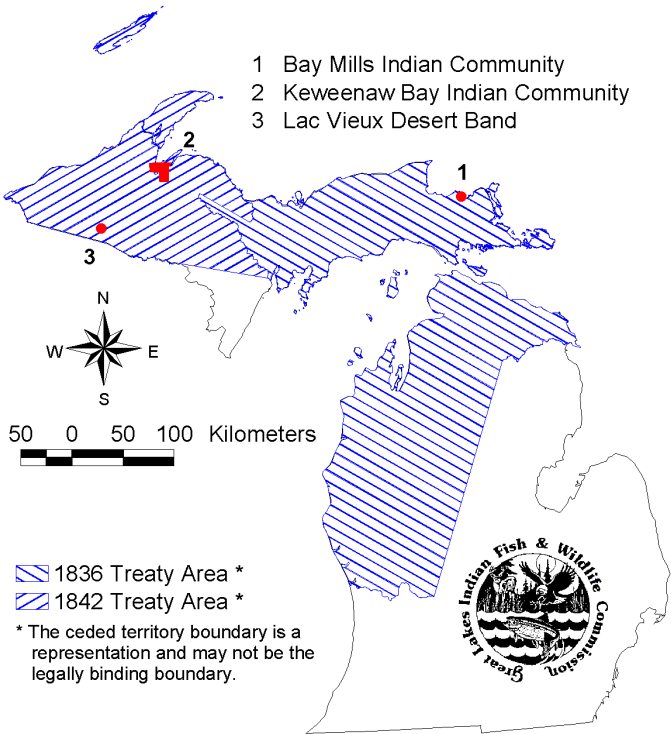 1 Bay Mills Indian Community
2 Keweenaw Bay Indian Community
3 Lac Vieux Desert Band
2
1
3
N
W E
S
50 0 50 100 Kilometers
1836 Treaty Area *
1842 Treaty Area *
* The ceded territory boundary is a
representation and may not be the
legally binding boundary.
Great Lakes Indian Fish & Wildlife Commission